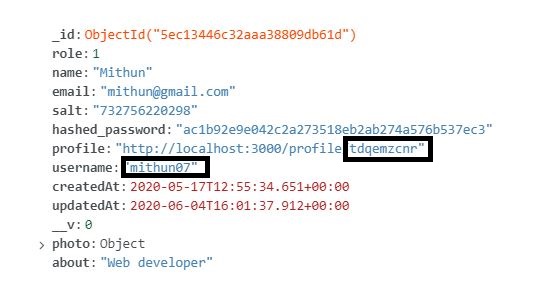 _id: ObjectId("5ec13446c32aaa38809db61d")
role: 1
name: "Mithun"
email: "mithun@gmail.com"
salt: "732756220298"
hashed_password: "ac1b92e9e042c2a273518eb2ab274a576b537ec3"
profile: "http://localhost:3000/profile/tdqemzcnr"
username: "mithun07"
createdAt: 2020-05-17T12:55:34.651+00:00
updatedAt: 2020-06-04T16:01:37.912+00:00
__v: 0
> photo: Object
about: "Web developer"